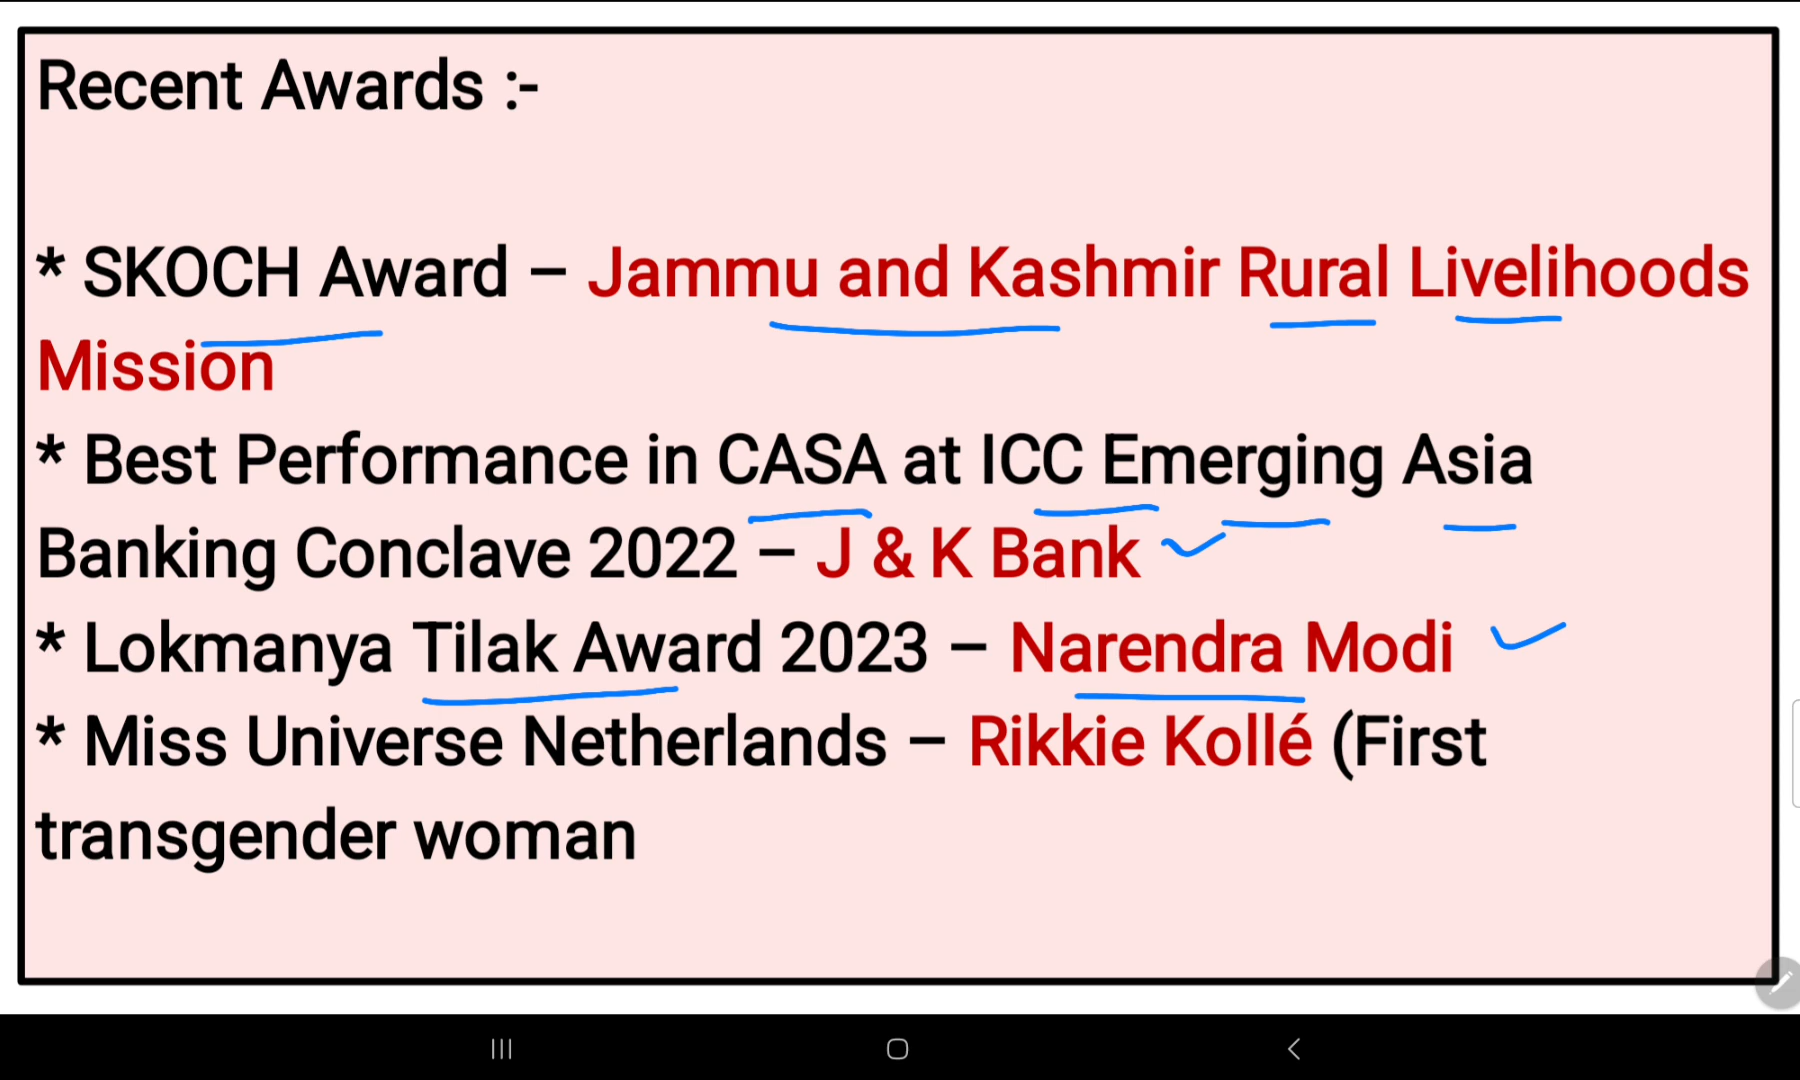 Recent Awards :-
* SKOCH Award – Jammu and Kashmir Rural Livelihoods
Mission
* Best Performance in CASA at ICC Emerging Asia
Banking Conclave 2022 – J & K Bank
* Lokmanya Tilak Award 2023 – Narendra Modi
* Miss Universe Netherlands – Rikkie Kollé (First
transgender woman